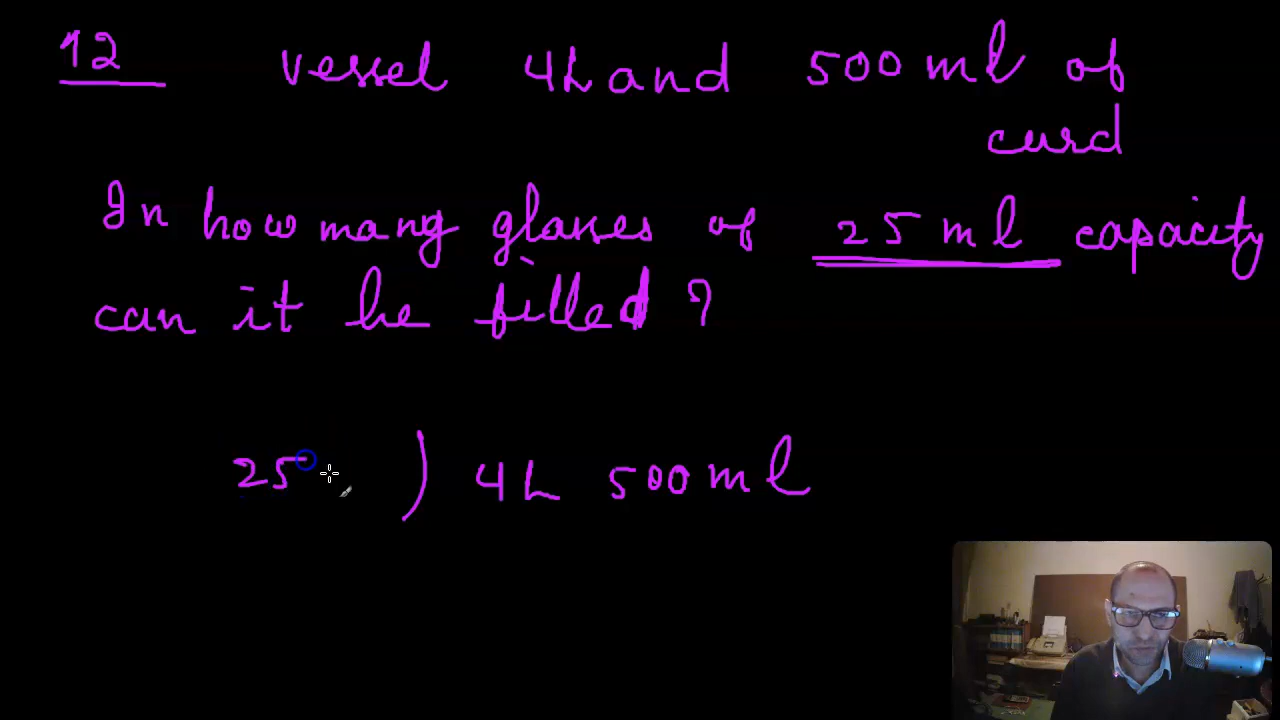 12 vessel 4L and 500 ml of
curd
In how many glasses of 25 ml capacity
can it be filled ?
25 ) 4L 500 ml